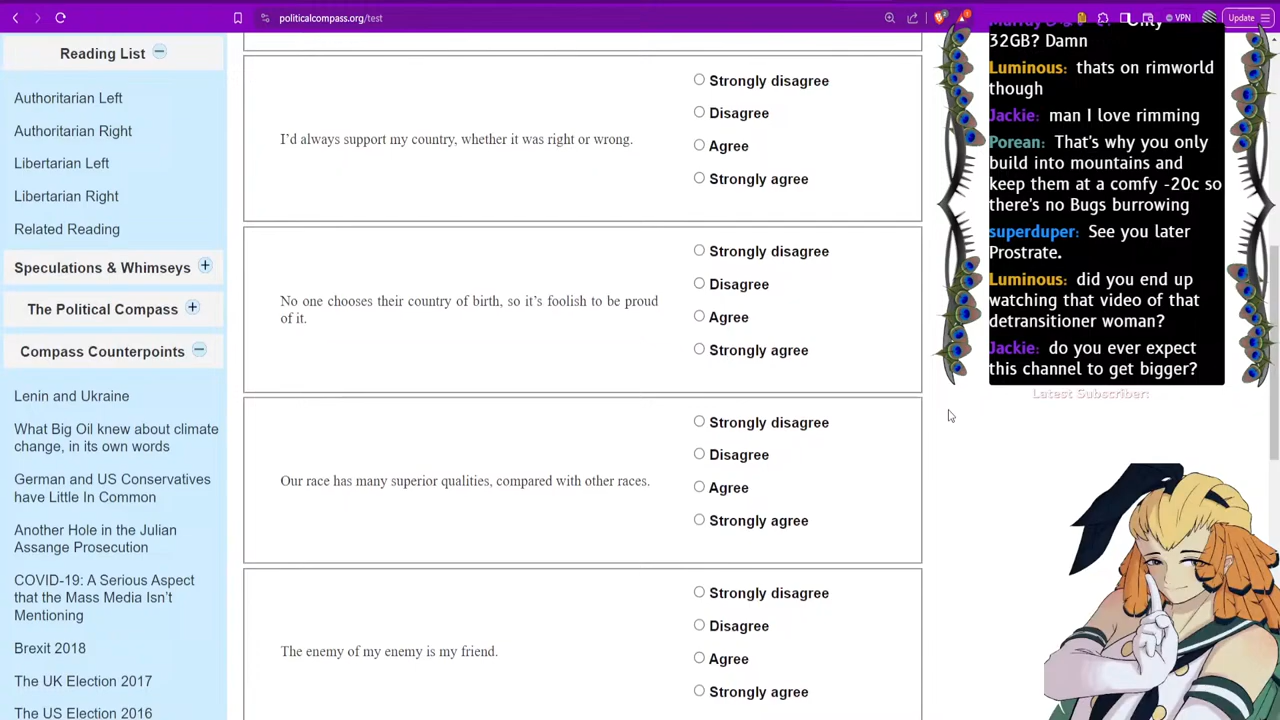 politicalcompass.org/test
VPN
Update
Reading List
Authoritarian Left
Authoritarian Right
Libertarian Left
Libertarian Right
Related Reading
Speculations & Whimseys
The Political Compass
Compass Counterpoints
Lenin and Ukraine
What Big Oil knew about climate
change, in its own words
German and US Conservatives
have Little In Common
Another Hole in the Julian
Assange Prosecution
COVID-19: A Serious Aspect
that the Mass Media Isn't
Mentioning
Brexit 2018
The UK Election 2017
The US Election 2016
I'd always support my country, whether it was right or wrong.
Strongly disagree
Disagree
Agree
Strongly agree
No one chooses their country of birth, so it's foolish to be proud
of it.
Strongly disagree
Disagree
Agree
Strongly agree
Our race has many superior qualities, compared with other races.
Strongly disagree
Disagree
Agree
Strongly agree
The enemy of my enemy is my friend.
Strongly disagree
Disagree
Agree
Strongly agree
32GB? Damn
Luminous: thats on rimworld
though
Jackie: man I love rimming
Porean: That's why you only
build into mountains and
keep them at a comfy -20c so
there's no Bugs burrowing
superduper: See you later
Prostrate.
Luminous: did you end up
watching that video of that
detransitioner woman?
Jackie: do you ever expect
this channel to get bigger?
Latest Subscriber: